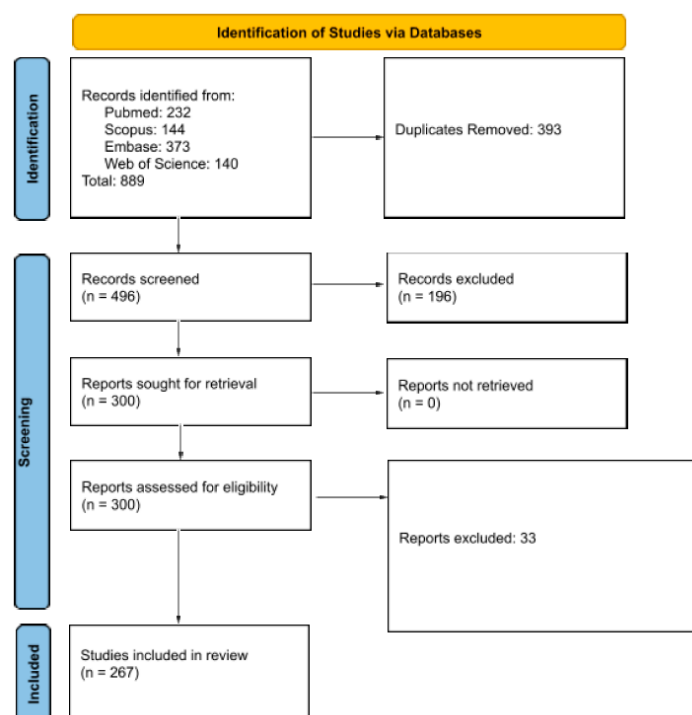 Identification of Studies via Databases
Identification
Records identified from:
Pubmed: 232
Scopus: 144
Embase: 373
Web of Science: 140
Total: 889
Duplicates Removed: 393
Screening
Records screened
(n = 496)
Records excluded
(n = 196)
Reports sought for retrieval
(n = 300)
Reports not retrieved
(n = 0)
Reports assessed for eligibility
(n = 300)
Reports excluded: 33
Included
Studies included in review
(n = 267)